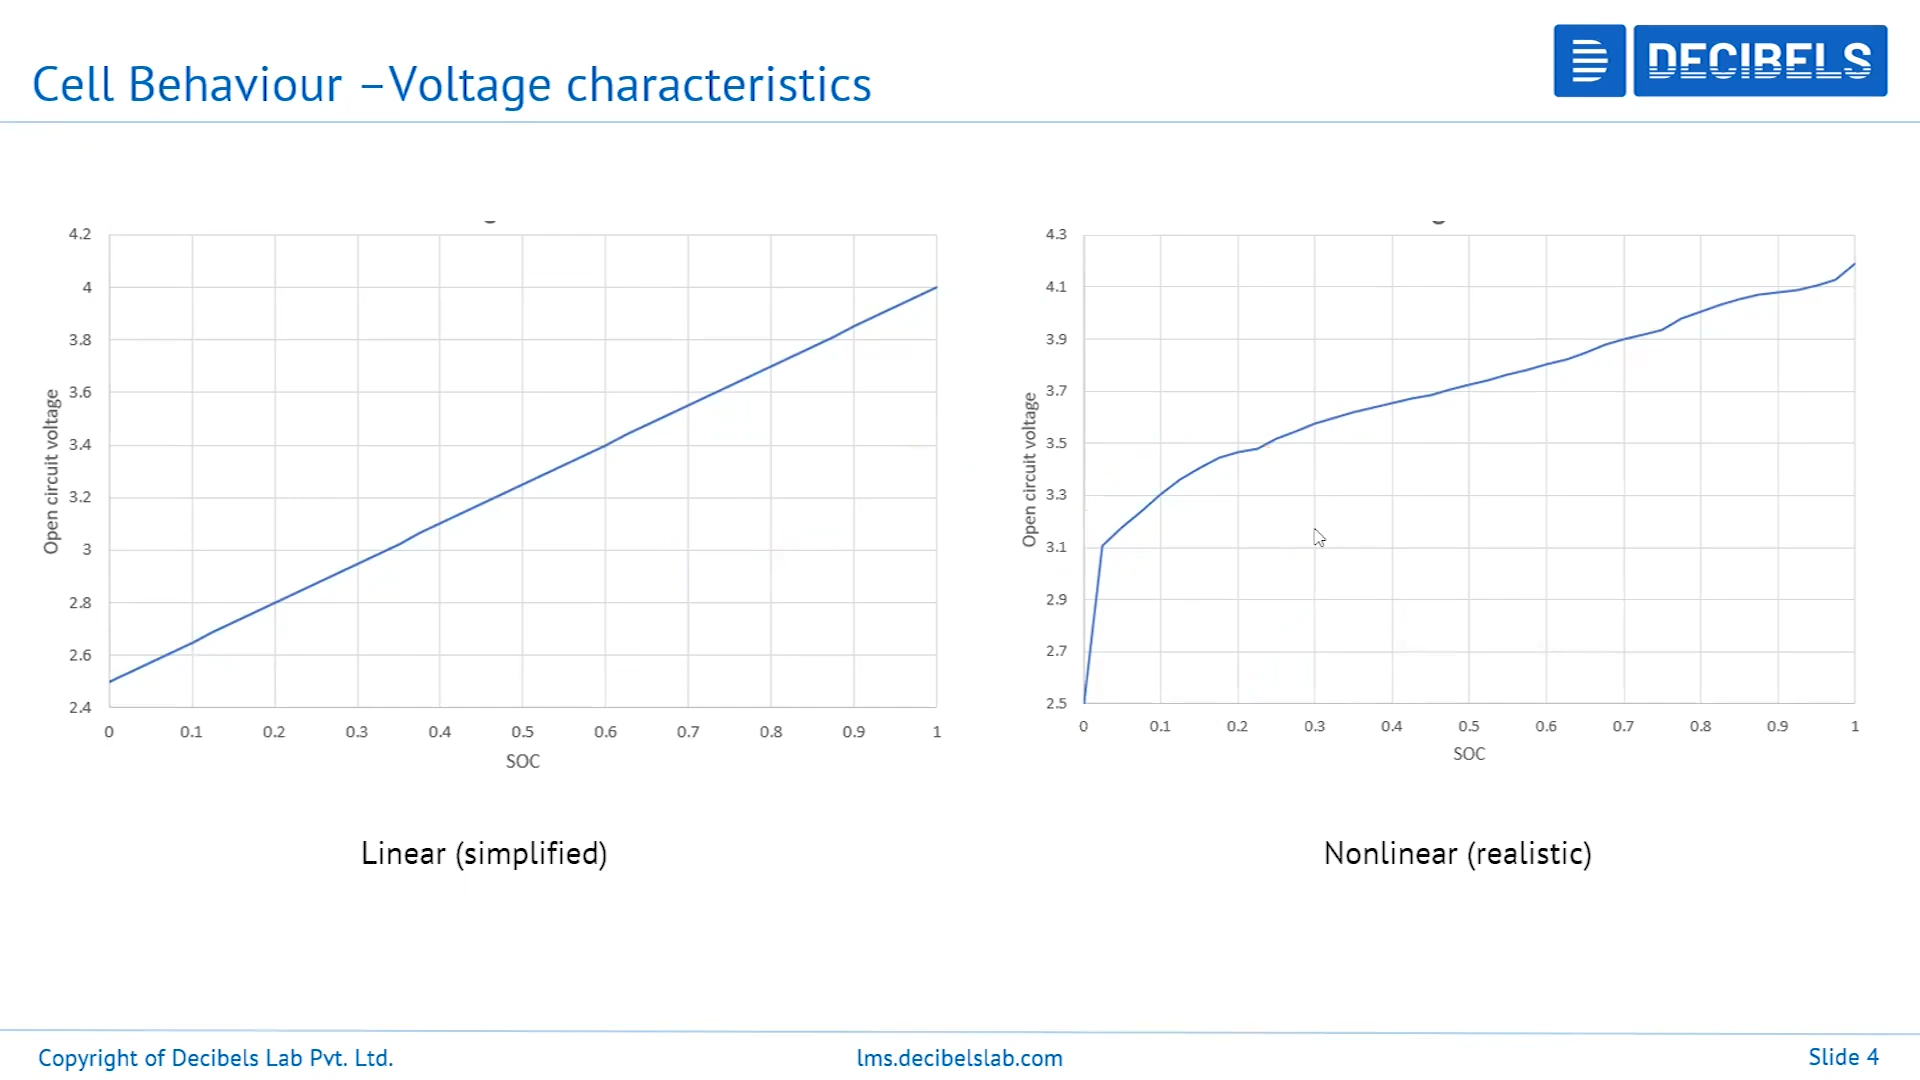 Cell Behaviour –Voltage characteristics
DECIBELS
4.2
4
3.8
3.6
3.4
3.2
3
2.8
2.6
2.4
Open circuit voltage
0 0.1 0.2 0.3 0.4 0.5 0.6 0.7 0.8 0.9 1
SOC
Linear (simplified)
4.3
4.1
3.9
3.7
3.5
3.3
3.1
2.9
2.7
2.5
Open circuit voltage
0 0.1 0.2 0.3 0.4 0.5 0.6 0.7 0.8 0.9 1
SOC
Nonlinear (realistic)
Copyright of Decibels Lab Pvt. Ltd.
lms.decibelslab.com
Slide 4